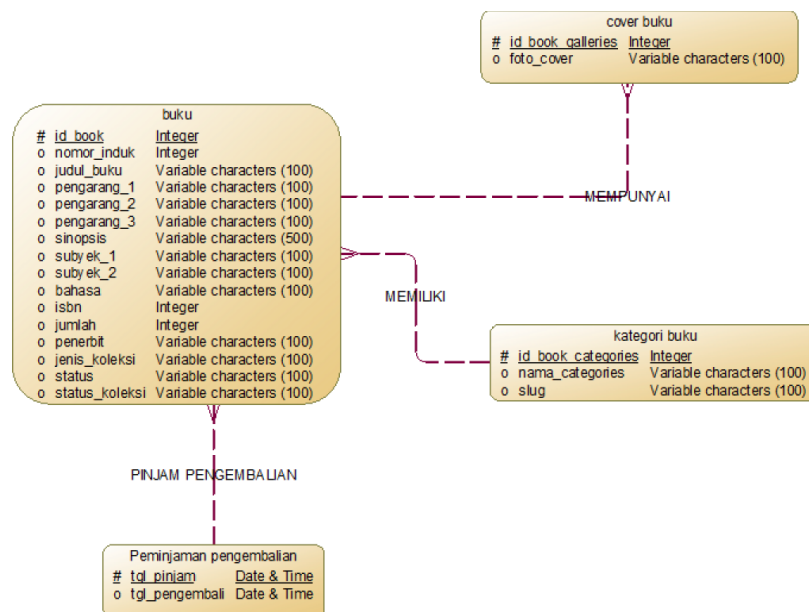 cover buku
# id_book_galleries Integer
o foto_cover Variable characters (100)
buku
# id_book Integer
o nomor_induk Integer
o judul_buku Variable characters (100)
o pengarang_1 Variable characters (100)
o pengarang_2 Variable characters (100)
o pengarang_3 Variable characters (100)
o sinopsis Variable characters (500)
o subyek_1 Variable characters (100)
o subyek_2 Variable characters (100)
o bahasa Variable characters (100)
o isbn Integer
o jumlah Integer
o penerbit Variable characters (100)
o jenis_koleksi Variable characters (100)
o status Variable characters (100)
o status_koleksi Variable characters (100)
MEMPUNYAI
MEMILIKI
kategori buku
# id_book_categories Integer
o nama_categories Variable characters (100)
o slug Variable characters (100)
PINJAM PENGEMBALIAN
Peminjaman pengembalian
# tgl_pinjam Date & Time
o tgl_pengembali Date & Time